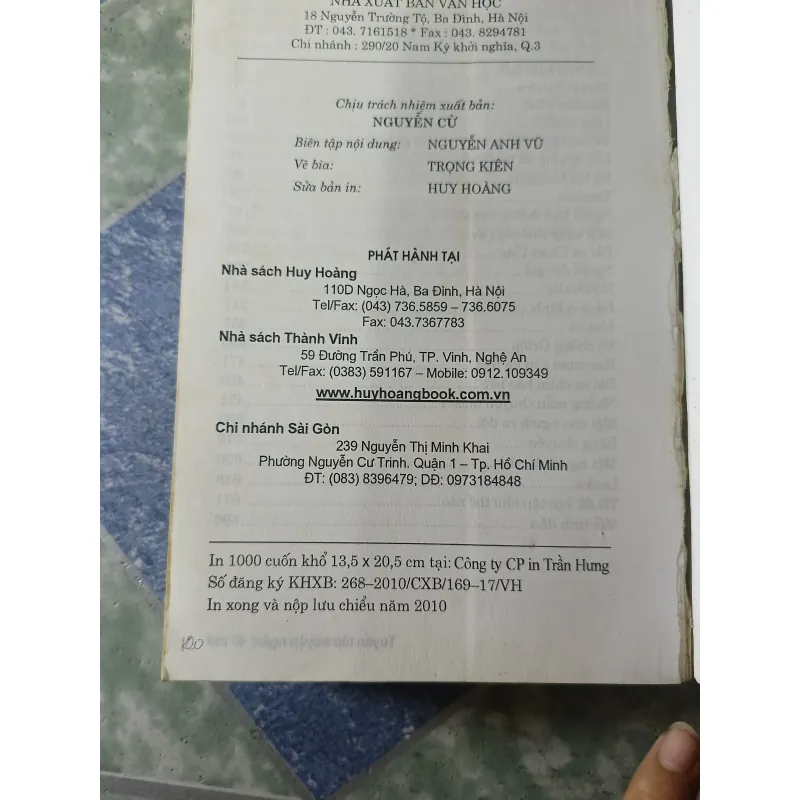 NHÀ XUẤT BẢN VĂN HỌC
18 Nguyễn Trường Tộ, Ba Đình, Hà Nội
ĐT : 043. 7161518 * Fax : 043. 8294781
Chi nhánh : 290/20 Nam Kỳ khởi nghĩa, Q.3
Chịu trách nhiệm xuất bản:
NGUYỄN CỪ
Biên tập nội dung: NGUYỄN ANH VŨ
Vẽ bìa: TRỌNG KIÊN
Sửa bản in: HUY HOÀNG
PHÁT HÀNH TẠI
Nhà sách Huy Hoàng
110D Ngọc Hà, Ba Đình, Hà Nội
Tel/Fax: (043) 736.5859 – 736.6075
Fax: 043.7367783
Nhà sách Thành Vinh
59 Đường Trần Phú, TP. Vinh, Nghệ An
Tel/Fax: (0383) 591167 – Mobile: 0912.109349
www.huyhoangbook.com.vn
Chi nhánh Sài Gòn
239 Nguyễn Thị Minh Khai
Phường Nguyễn Cư Trinh. Quận 1 – Tp. Hồ Chí Minh
ĐT: (083) 8396479; DĐ: 0973184848
In 1000 cuốn khổ 13,5 x 20,5 cm tại: Công ty CP in Trần Hưng
Số đăng ký KHXB: 268–2010/CXB/169–17/VH
In xong và nộp lưu chiểu năm 2010